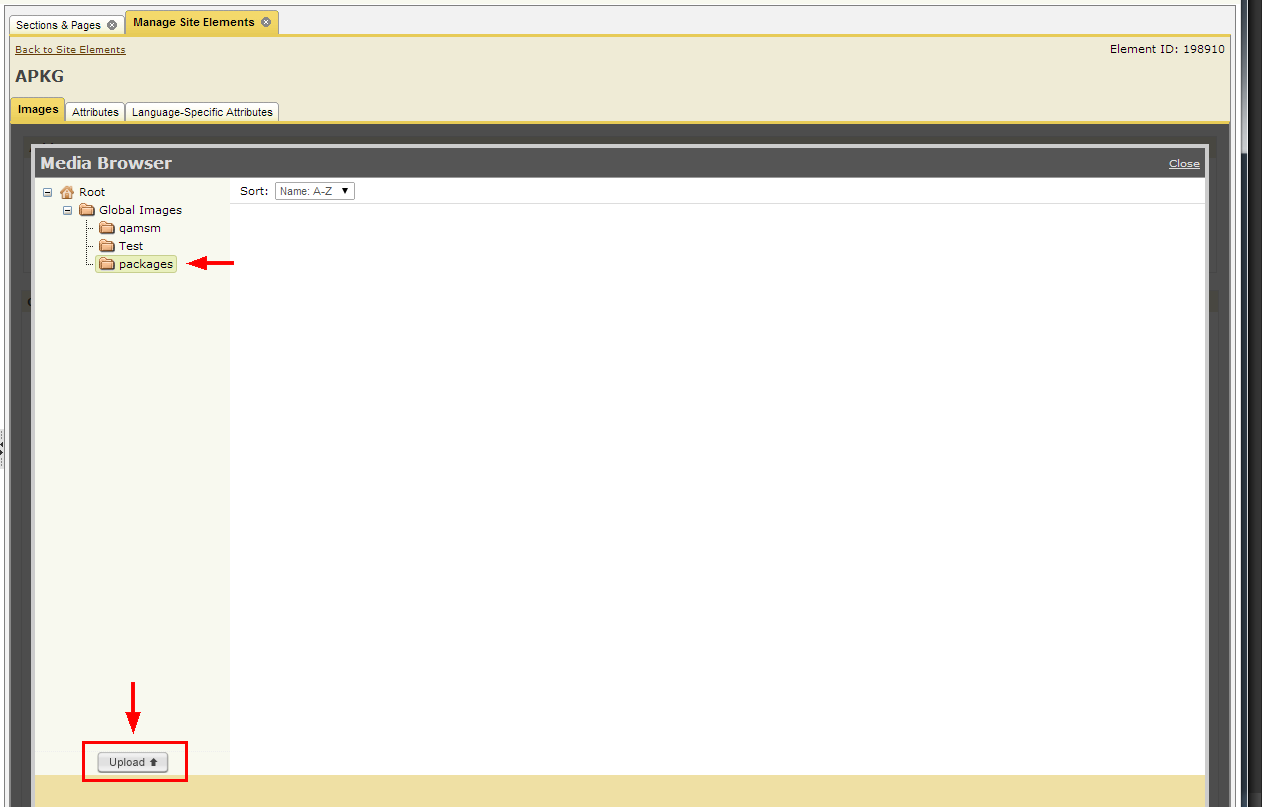 Sections & Pages
Manage Site Elements
Back to Site Elements
Element ID: 198910
APKG
Images
Attributes
Language-Specific Attributes
Media Browser
Close
Root
Sort: Name: A-Z
Global Images
qamsm
Test
packages
Upload